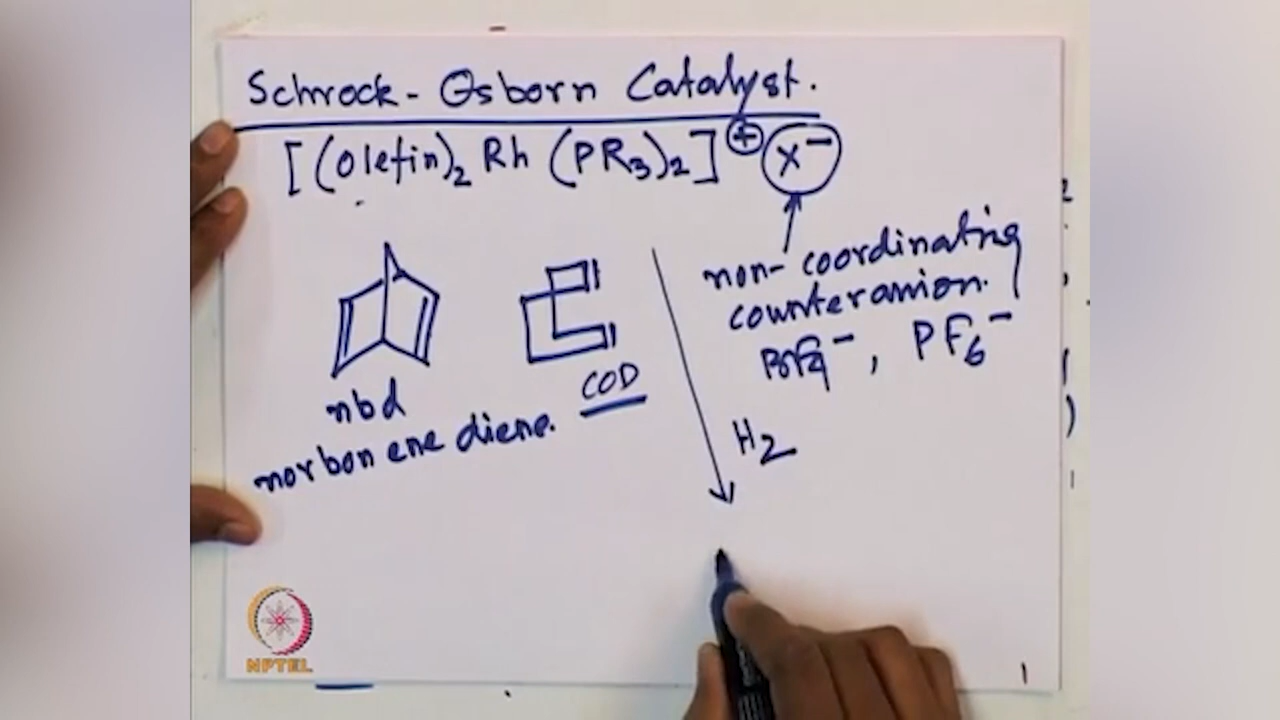 Schrock - Osborn Catalyst.
[(Olefin)₂ Rh (PR₃)₂]⊕ X⁻
non-coordinating
counteranion.
BF₄⁻, PF₆⁻
nbd
norbon ene diene.
COD
H₂
NPTEL
1